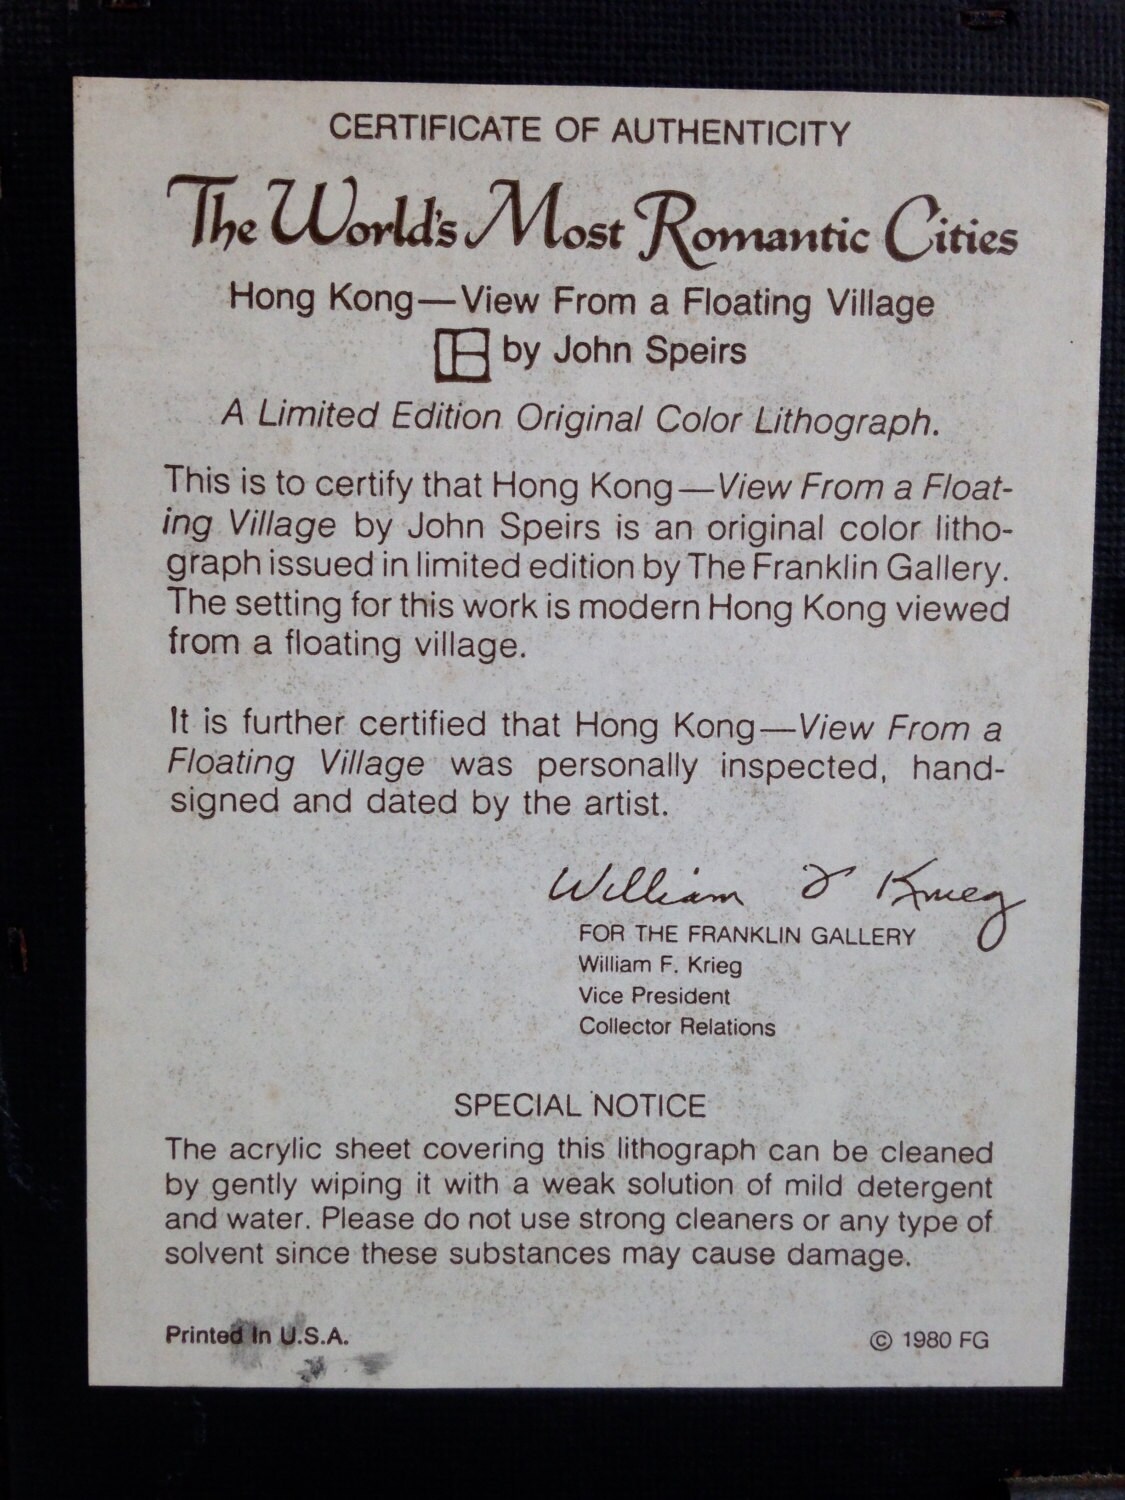 CERTIFICATE OF AUTHENTICITY
The World's Most Romantic Cities
Hong Kong—View From a Floating Village
by John Speirs
A Limited Edition Original Color Lithograph.
This is to certify that Hong Kong—View From a Float-
ing Village by John Speirs is an original color litho-
graph issued in limited edition by The Franklin Gallery.
The setting for this work is modern Hong Kong viewed
from a floating village.
It is further certified that Hong Kong—View From a
Floating Village was personally inspected, hand-
signed and dated by the artist.
William F Krieg
FOR THE FRANKLIN GALLERY
William F. Krieg
Vice President
Collector Relations
SPECIAL NOTICE
The acrylic sheet covering this lithograph can be cleaned
by gently wiping it with a weak solution of mild detergent
and water. Please do not use strong cleaners or any type of
solvent since these substances may cause damage.
Printed In U.S.A.
© 1980 FG